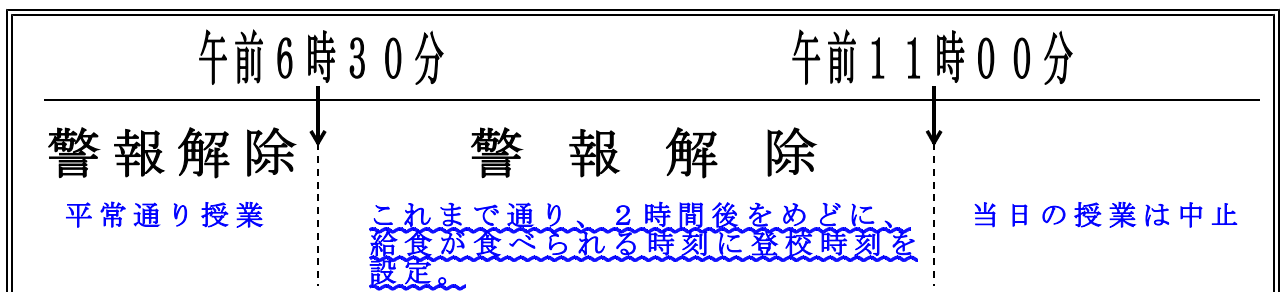 午前６時３０分
午前１１時００分
警報解除
警報解除
平常通り授業
これまで通り、２時間後をめどに、
給食が食べられる時刻に登校時刻を
設定。
当日の授業は中止